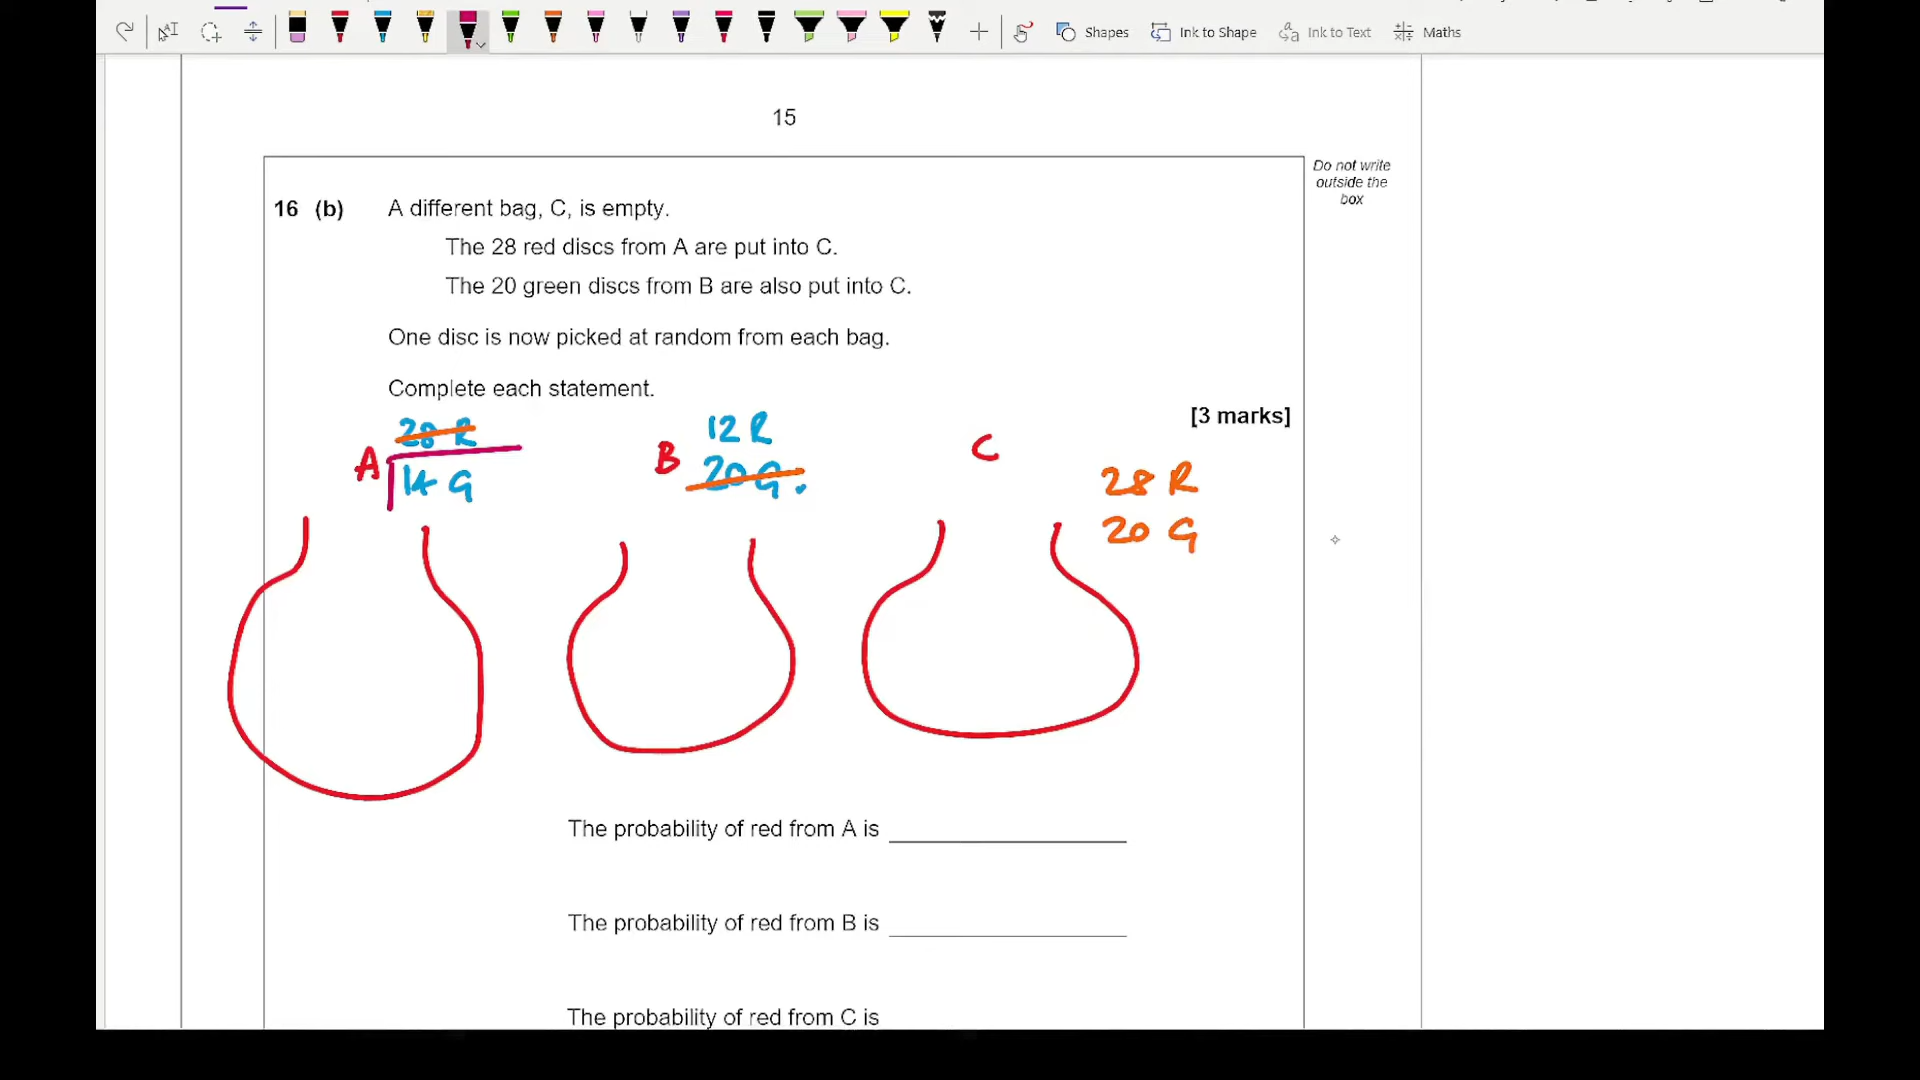 Shapes
Ink to Shape
Ink to Text
Maths
15
Do not write
outside the
box
16 (b) A different bag, C, is empty.
The 28 red discs from A are put into C.
The 20 green discs from B are also put into C.
One disc is now picked at random from each bag.
Complete each statement.
[3 marks]
A
28 R
14 G
B
12 R
20 G
C
28 R
20 G
The probability of red from A is
The probability of red from B is
The probability of red from C is